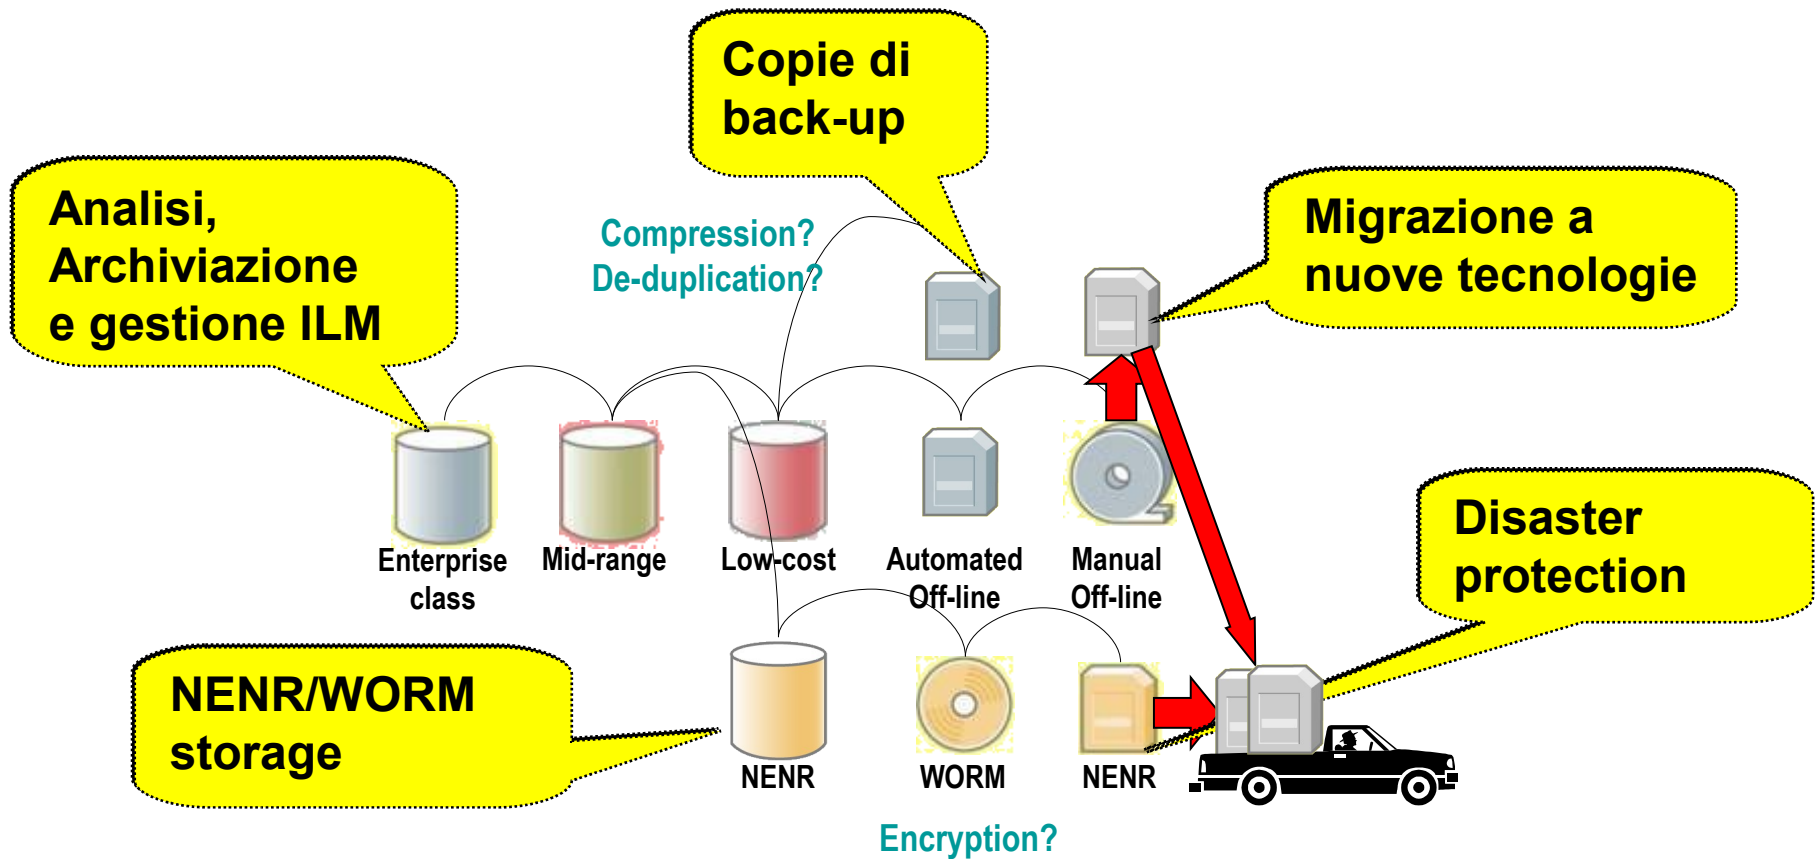 Copie di
back-up
Analisi,
Archiviazione
e gestione ILM
Compression?
De-duplication?
Migrazione a
nuove tecnologie
Enterprise
class
Mid-range
Low-cost
Automated
Off-line
Manual
Off-line
Disaster
protection
NENR/WORM
storage
NENR
WORM
NENR
Encryption?